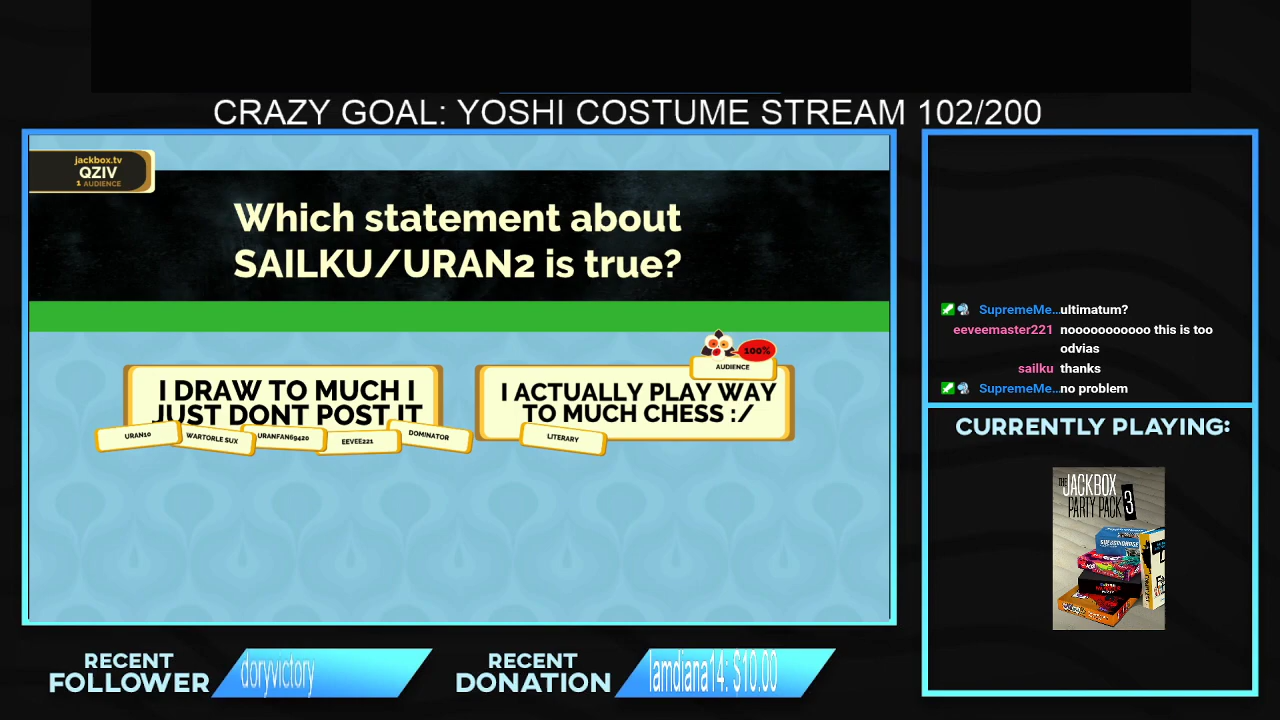 CRAZY GOAL: YOSHI COSTUME STREAM 102/200
jackbox.tv
QZIV
1 AUDIENCE
Which statement about
SAILKU/URAN2 is true?
100%
AUDIENCE
I DRAW TO MUCH I
JUST DONT POST IT
URAN10
WARTORLE SUX
URANFAN69420
EEVEE221
DOMINATOR
I ACTUALLY PLAY WAY
TO MUCH CHESS :/
LITERARY
SupremeMe... ultimatum?
eeveemaster221 nooooooooooo this is too
odvias
sailku thanks
SupremeMe... no problem
CURRENTLY PLAYING:
THE JACKBOX
PARTY PACK 3
RECENT
FOLLOWER
doryvictory
RECENT
DONATION
Iamdiana14: $10.00